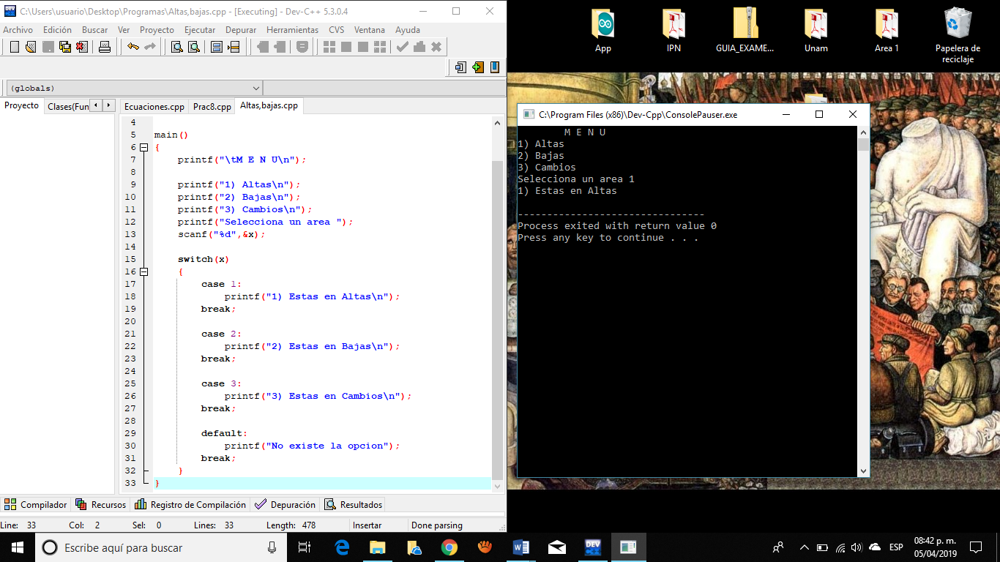 C:\Users\usuario\Desktop\Programas\Altas,bajas.cpp - [Executing] - Dev-C++ 5.3.0.4
Archivo Edición Buscar Ver Proyecto Ejecutar Depurar Herramientas CVS Ventana Ayuda
(globals)
Proyecto Clases(Fun
Ecuaciones.cpp Prac8.cpp Altas,bajas.cpp
4
5 main()
6 {
7 printf("\tM E N U\n");
8
9 printf("1) Altas\n");
10 printf("2) Bajas\n");
11 printf("3) Cambios\n");
12 printf("Selecciona un area ");
13 scanf("%d",&x);
14
15 switch(x)
16 {
17 case 1:
18 printf("1) Estas en Altas\n");
19 break;
20
21 case 2:
22 printf("2) Estas en Bajas\n");
23 break;
24
25 case 3:
26 printf("3) Estas en Cambios\n");
27 break;
28
29 default:
30 printf("No existe la opcion");
31 break;
32 }
33 }
Compilador Recursos Registro de Compilación Depuración Resultados
Line: 33 Col: 2 Sel: 0 Lines: 33 Length: 478 Insertar Done parsing
App
IPN
GUIA_EXAME...
Unam
Area 1
Papelera de
reciclaje
C:\Program Files (x86)\Dev-Cpp\ConsolePauser.exe
M E N U
1) Altas
2) Bajas
3) Cambios
Selecciona un area 1
1) Estas en Altas
--------------------------------
Process exited with return value 0
Press any key to continue . . .
Escribe aquí para buscar
DEV
ESP
08:42 p. m.
05/04/2019